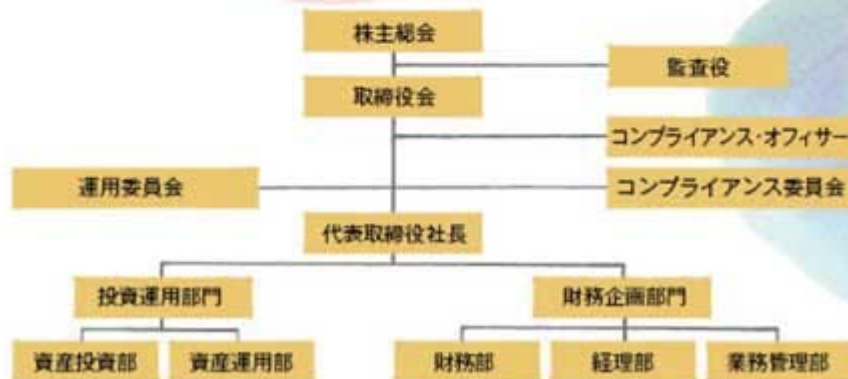 株主総会
監査役
取締役会
コンプライアンス・オフィサー
運用委員会
コンプライアンス委員会
代表取締役社長
投資運用部門
財務企画部門
資産投資部
資産運用部
財務部
経理部
業務管理部